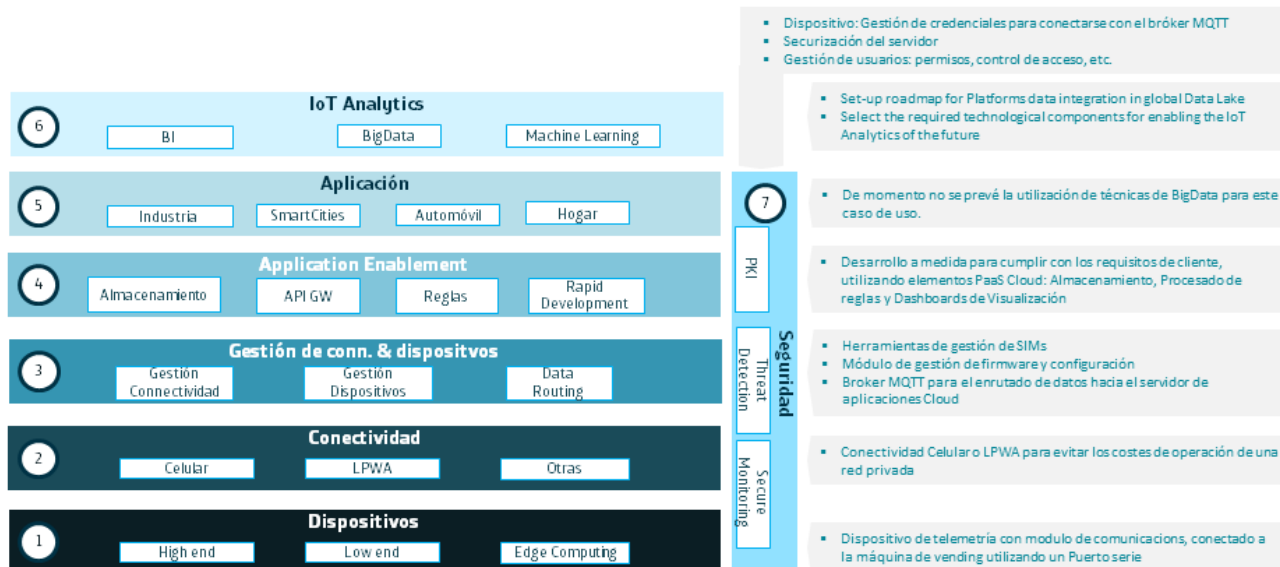 ▪ Dispositivo: Gestión de credenciales para conectarse con el bróker MQTT
▪ Securización del servidor
▪ Gestión de usuarios: permisos, control de acceso, etc.
6
IoT Analytics
BI
BigData
Machine Learning
▪ Set-up roadmap for Platforms data integration in global Data Lake
▪ Select the required technological components for enabling the IoT
Analytics of the future
5
Aplicación
Industria
SmartCities
Automóvil
Hogar
▪ De momento no se prevé la utilización de técnicas de BigData para este
caso de uso.
4
Application Enablement
Almacenamiento
API GW
Reglas
Rapid
Development
▪ Desarrollo a medida para cumplir con los requisitos de cliente,
utilizando elementos PaaS Cloud: Almacenamiento, Procesado de
reglas y Dashboards de Visualización
3
Gestión de conn. & dispositvos
Gestión
Connectividad
Gestión
Dispositivos
Data
Routing
▪ Herramientas de gestión de SIMs
▪ Módulo de gestión de firmware y configuración
▪ Broker MQTT para el enrutado de datos hacia el servidor de
aplicaciones Cloud
2
Conectividad
Celular
LPWA
Otras
▪ Conectividad Celular o LPWA para evitar los costes de operación de una
red privada
1
Dispositivos
High end
Low end
Edge Computing
▪ Dispositivo de telemetría con modulo de comunicacions, conectado a
la máquina de vending utilizando un Puerto serie
7
Seguridad
PKI
Threat
Detection
Secure
Monitoring